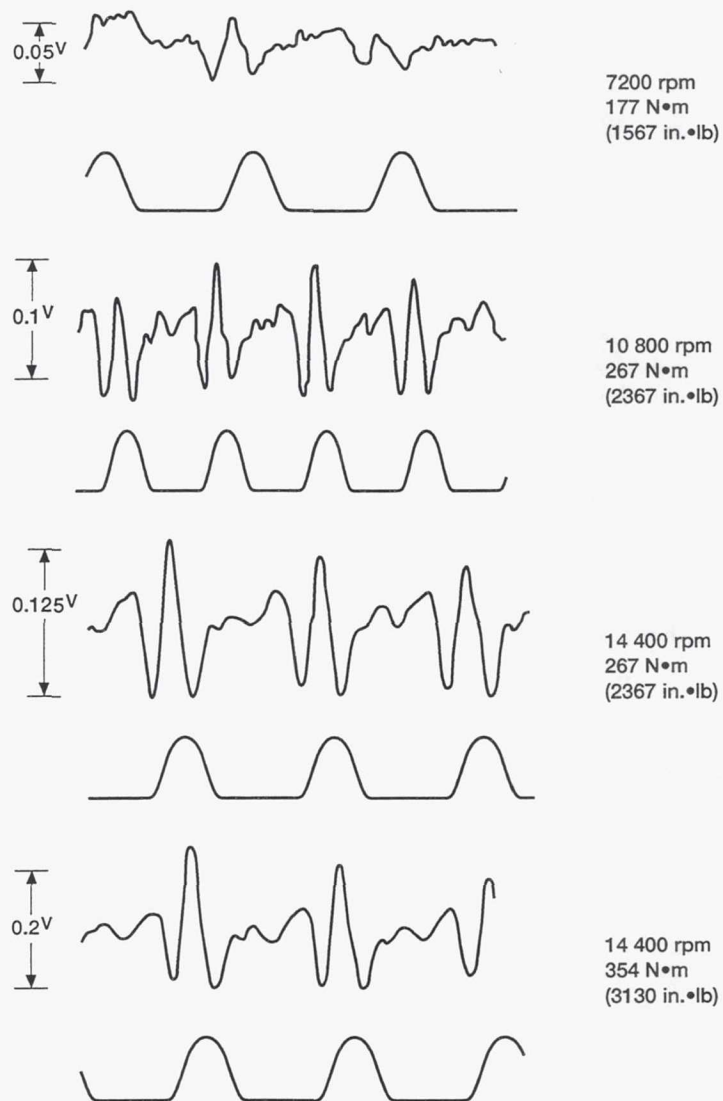 0.05V
7200 rpm
177 N•m
(1567 in.•lb)
0.1V
10 800 rpm
267 N•m
(2367 in.•lb)
0.125V
14 400 rpm
267 N•m
(2367 in.•lb)
0.2V
14 400 rpm
354 N•m
(3130 in.•lb)